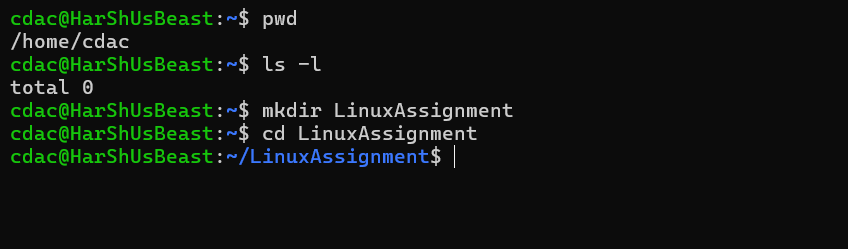 cdac@HarShUsBeast:~$ pwd
/home/cdac
cdac@HarShUsBeast:~$ ls -l
total 0
cdac@HarShUsBeast:~$ mkdir LinuxAssignment
cdac@HarShUsBeast:~$ cd LinuxAssignment
cdac@HarShUsBeast:~/LinuxAssignment$